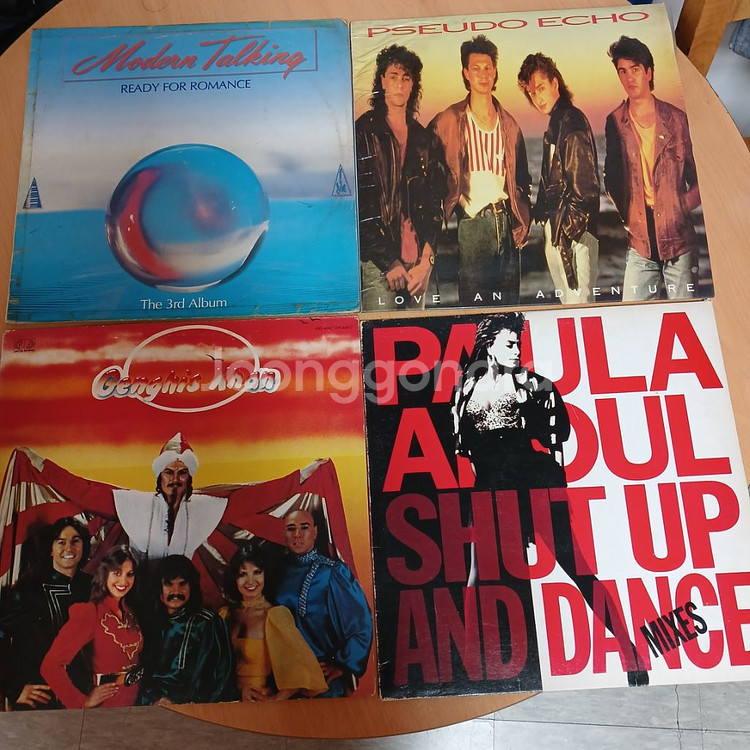 Modern Talking
READY FOR ROMANCE
The 3rd Album
PSEUDO ECHO
LOVE AN ADVENTURE
Genghis Khan
joonggonara
PAULA
ABDUL
SHUT UP
AND DANCE
MIXES